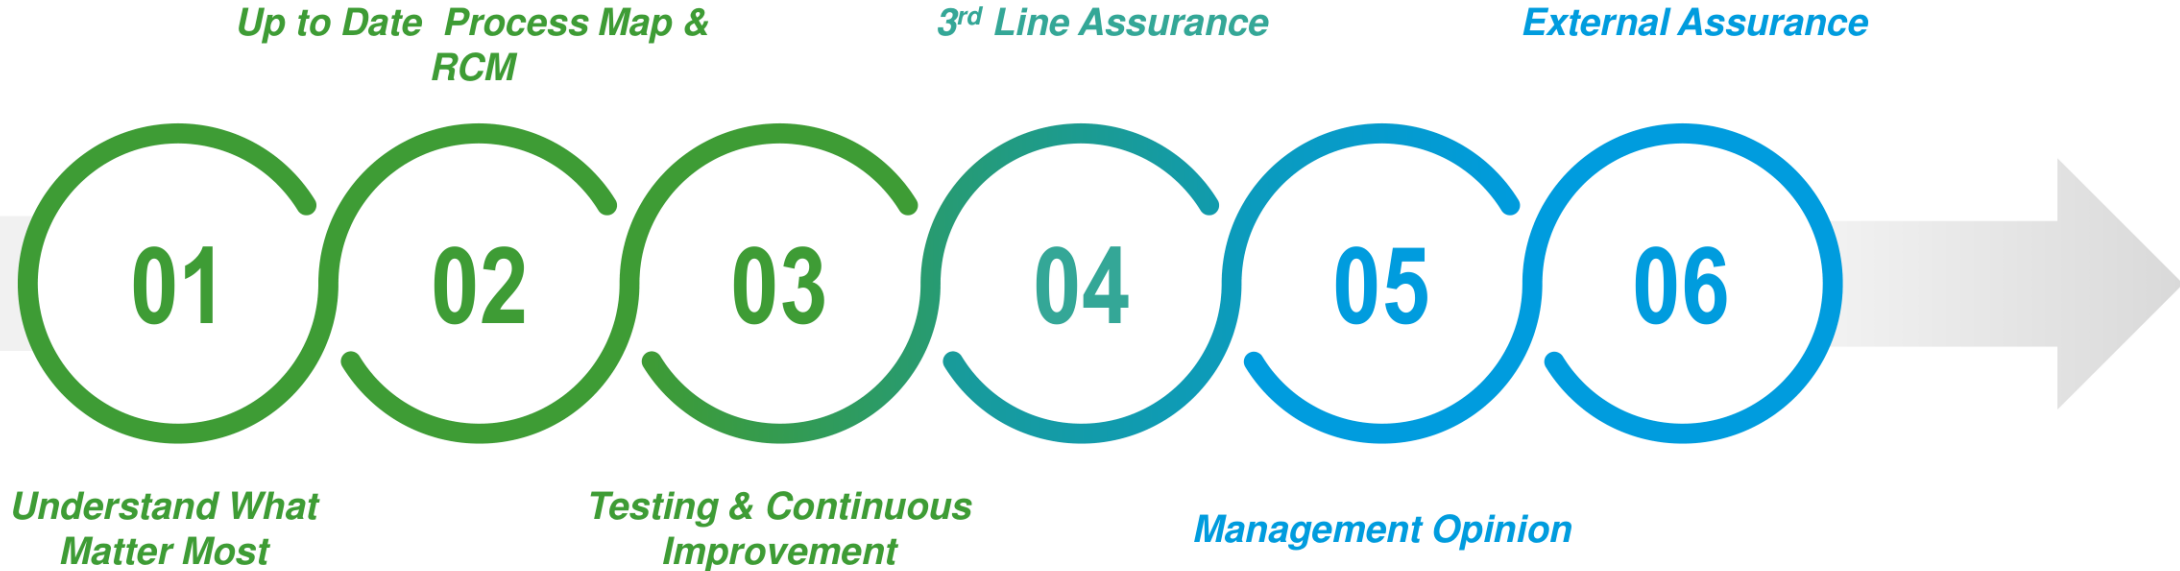 Up to Date Process Map &
RCM
3rd Line Assurance
External Assurance
01
02
03
04
05
06
Understand What
Matter Most
Testing & Continuous
Improvement
Management Opinion